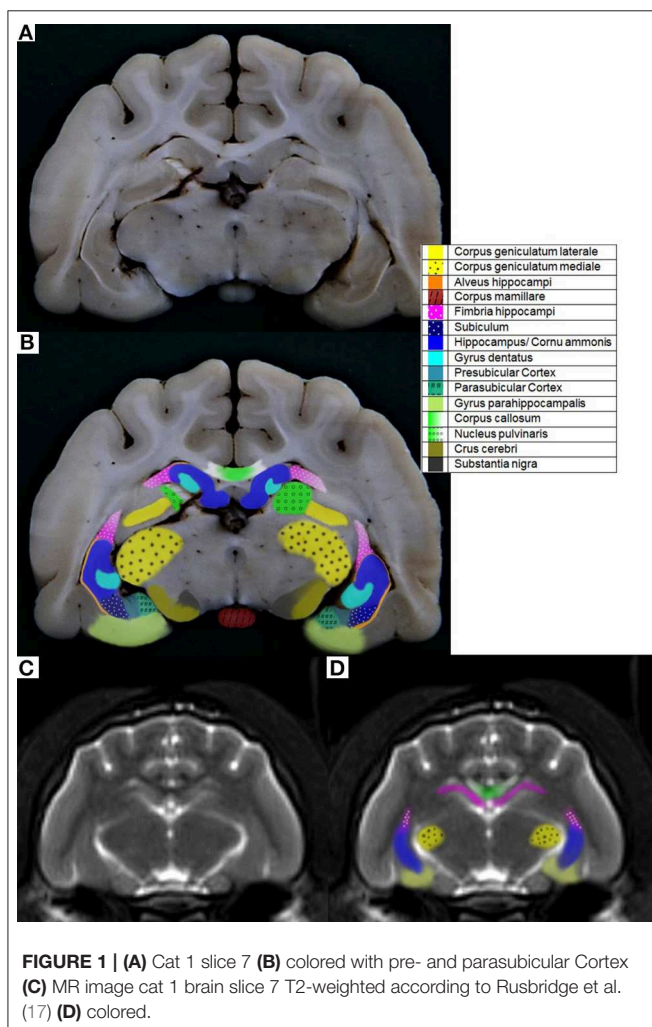 A
Corpus geniculatum laterale
Corpus geniculatum mediale
Alveus hippocampi
Corpus mamillare
Fimbria hippocampi
Subiculum
Hippocampus/ Cornu ammonis
Gyrus dentatus
Presubicular Cortex
Parasubicular Cortex
Gyrus parahippocampalis
Corpus callosum
Nucleus pulvinaris
Crus cerebri
Substantia nigra
B
C
D
FIGURE 1 | (A) Cat 1 slice 7 (B) colored with pre- and parasubicular Cortex
(C) MR image cat 1 brain slice 7 T2-weighted according to Rusbridge et al.
(17) (D) colored.